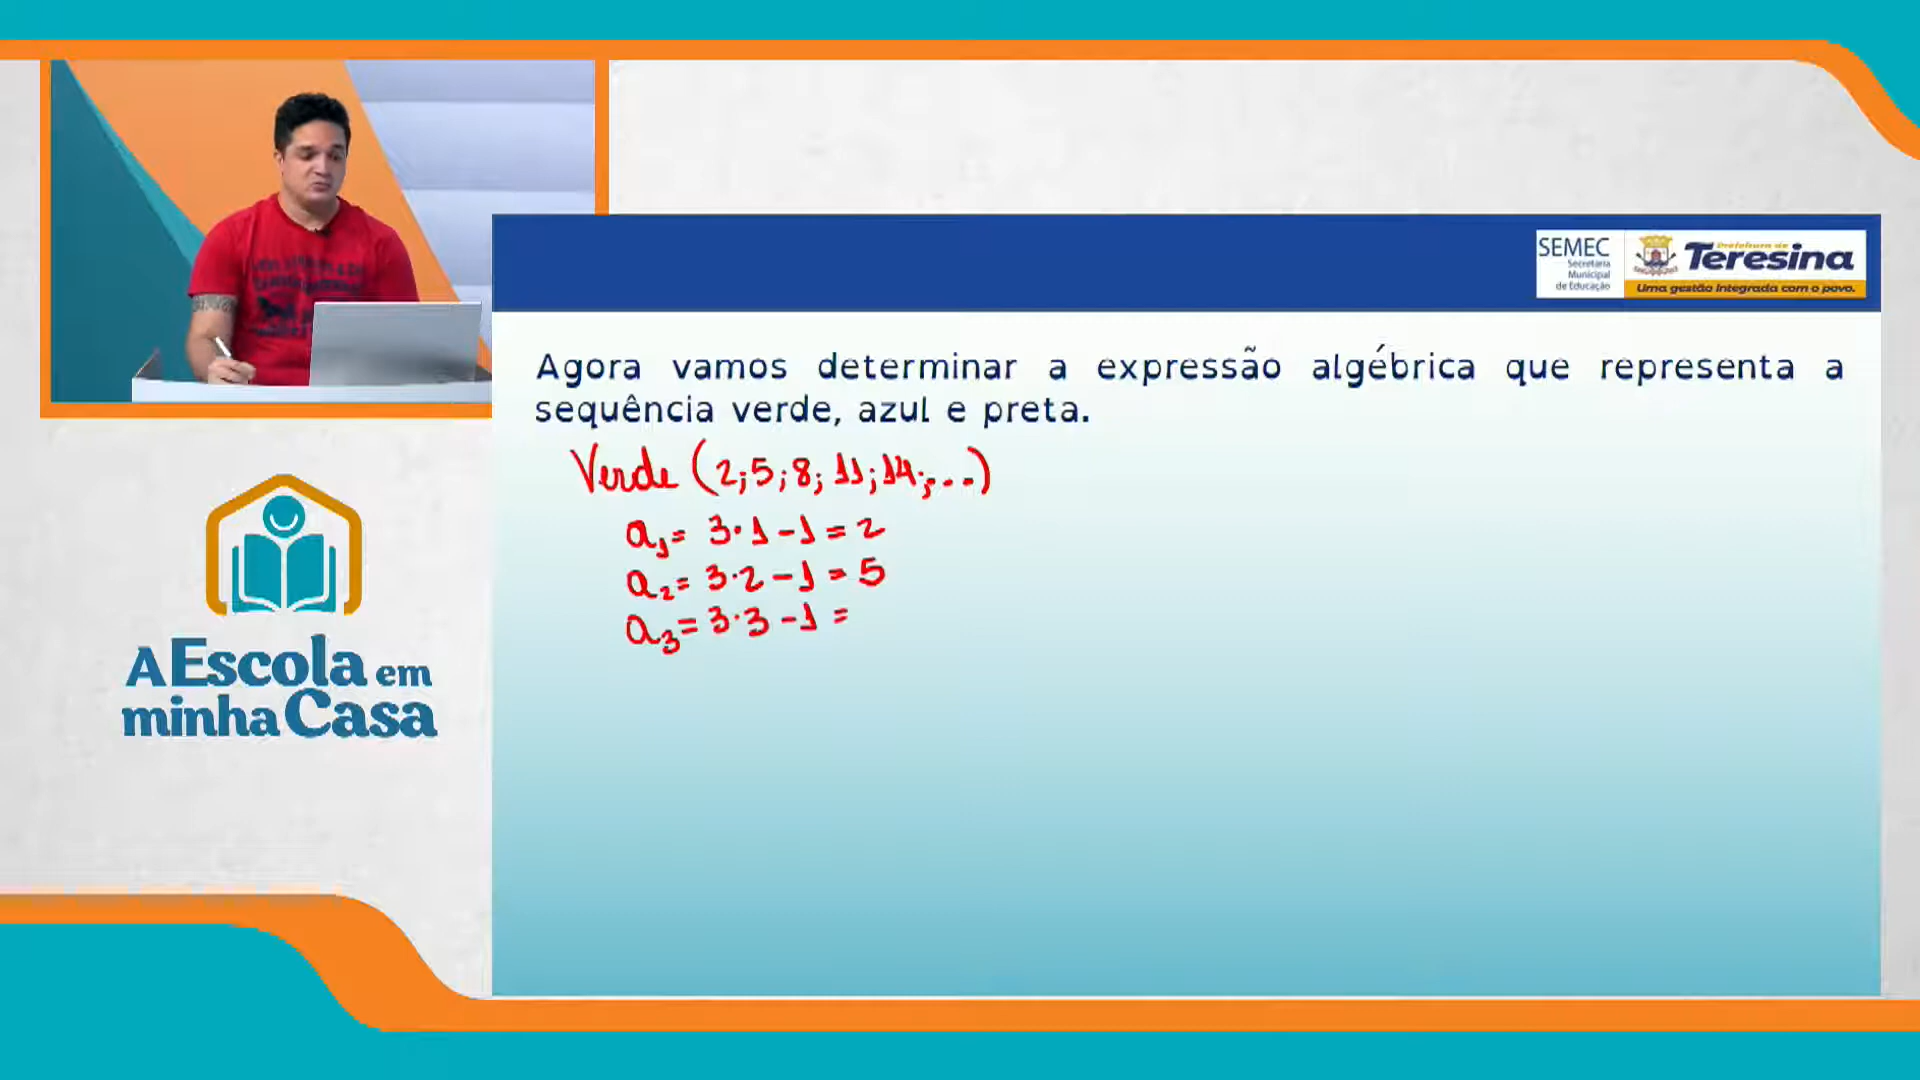 SEMEC
Secretaria
Municipal
de Educação
Prefeitura de
Teresina
Uma gestão integrada com o povo.
Agora vamos determinar a expressão algébrica que representa a
sequência verde, azul e preta.
Verde (2;5;8;11;14;...)
a₁= 3·1-1=2
a₂= 3·2-1=5
a₃= 3·3-1=
A Escola em
minha Casa